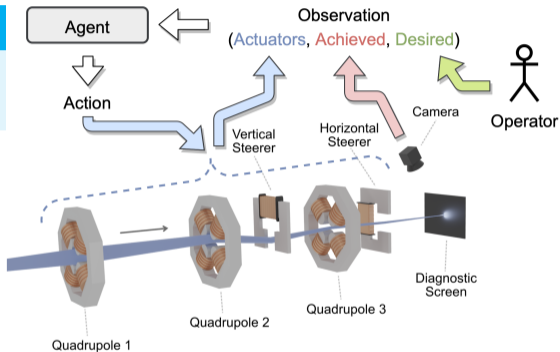 Agent
Observation
(Actuators, Achieved, Desired)
Action
Camera
Operator
Vertical
Steerer
Horizontal
Steerer
Diagnostic
Screen
Quadrupole 3
Quadrupole 2
Quadrupole 1